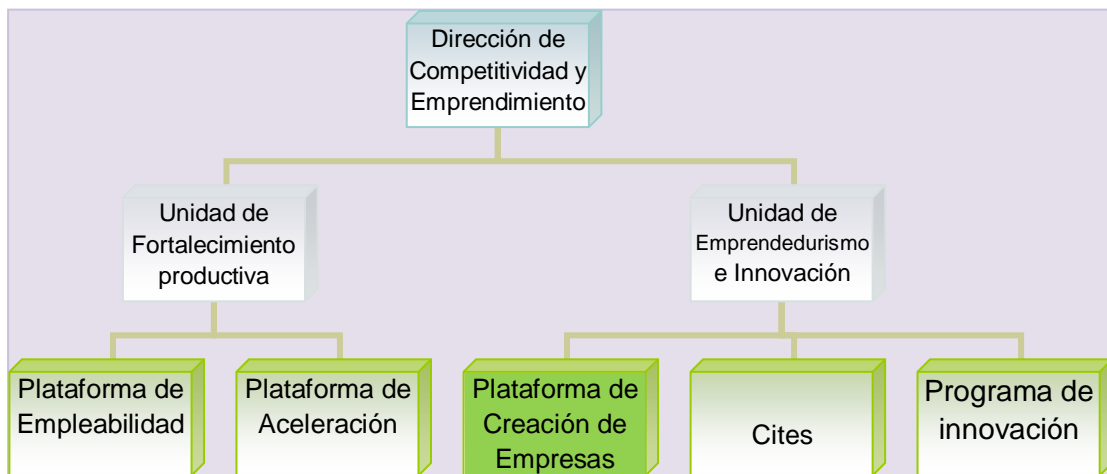 Dirección de
Competitividad y
Emprendimiento
Unidad de
Fortalecimiento
productiva
Unidad de
Emprendedurismo
e Innovación
Plataforma de
Empleabilidad
Plataforma de
Aceleración
Plataforma de
Creación de
Empresas
Cites
Programa de
innovación